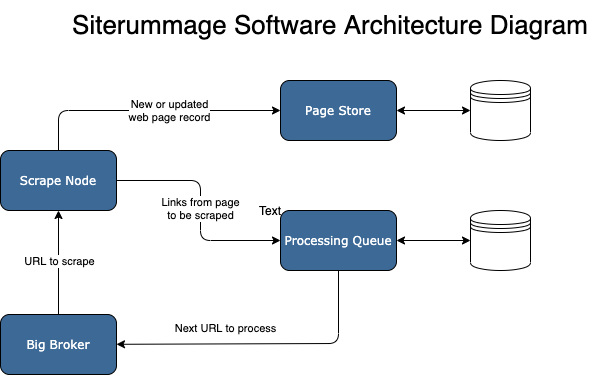 Siterummage Software Architecture Diagram
New or updated
web page record
Page Store
Scrape Node
Links from page
to be scraped
Text
Processing Queue
URL to scrape
Next URL to process
Big Broker